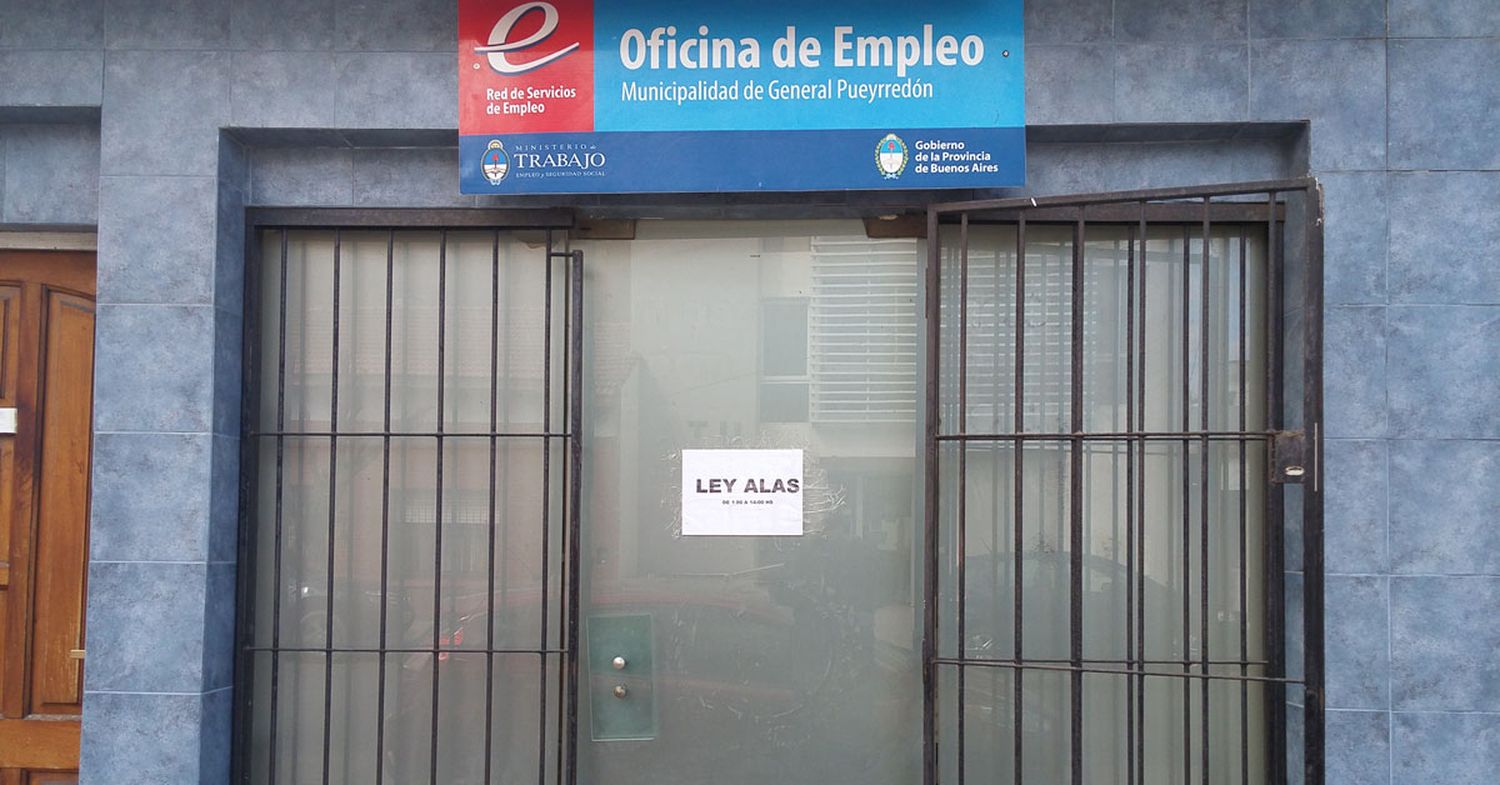 Red de Servicios
de Empleo
Oficina de Empleo
Municipalidad de General Pueyrredón
MINISTERIO de
TRABAJO
EMPLEO y SEGURIDAD SOCIAL
Gobierno
de la Provincia
de Buenos Aires
LEY ALAS